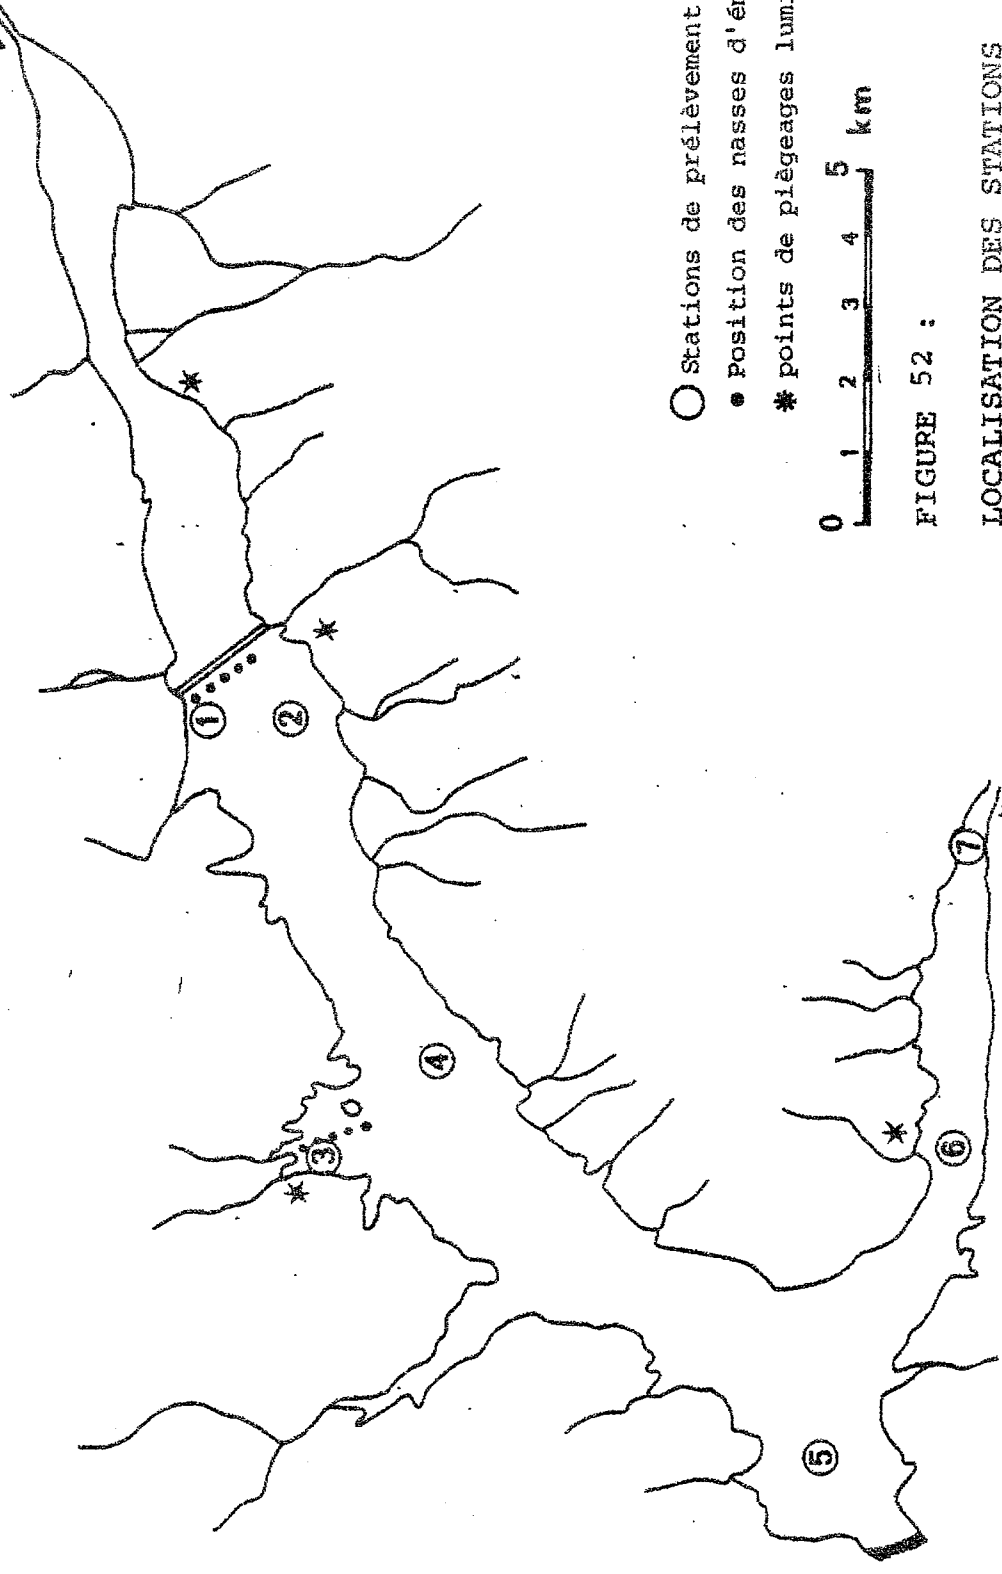 1
2
3
4
5
6
7
Stations de prélèvement
Position des nasses
points de piègeages
0 1 2 3 4 5 km
FIGURE 52 :
LOCALISATION DES STATIONS